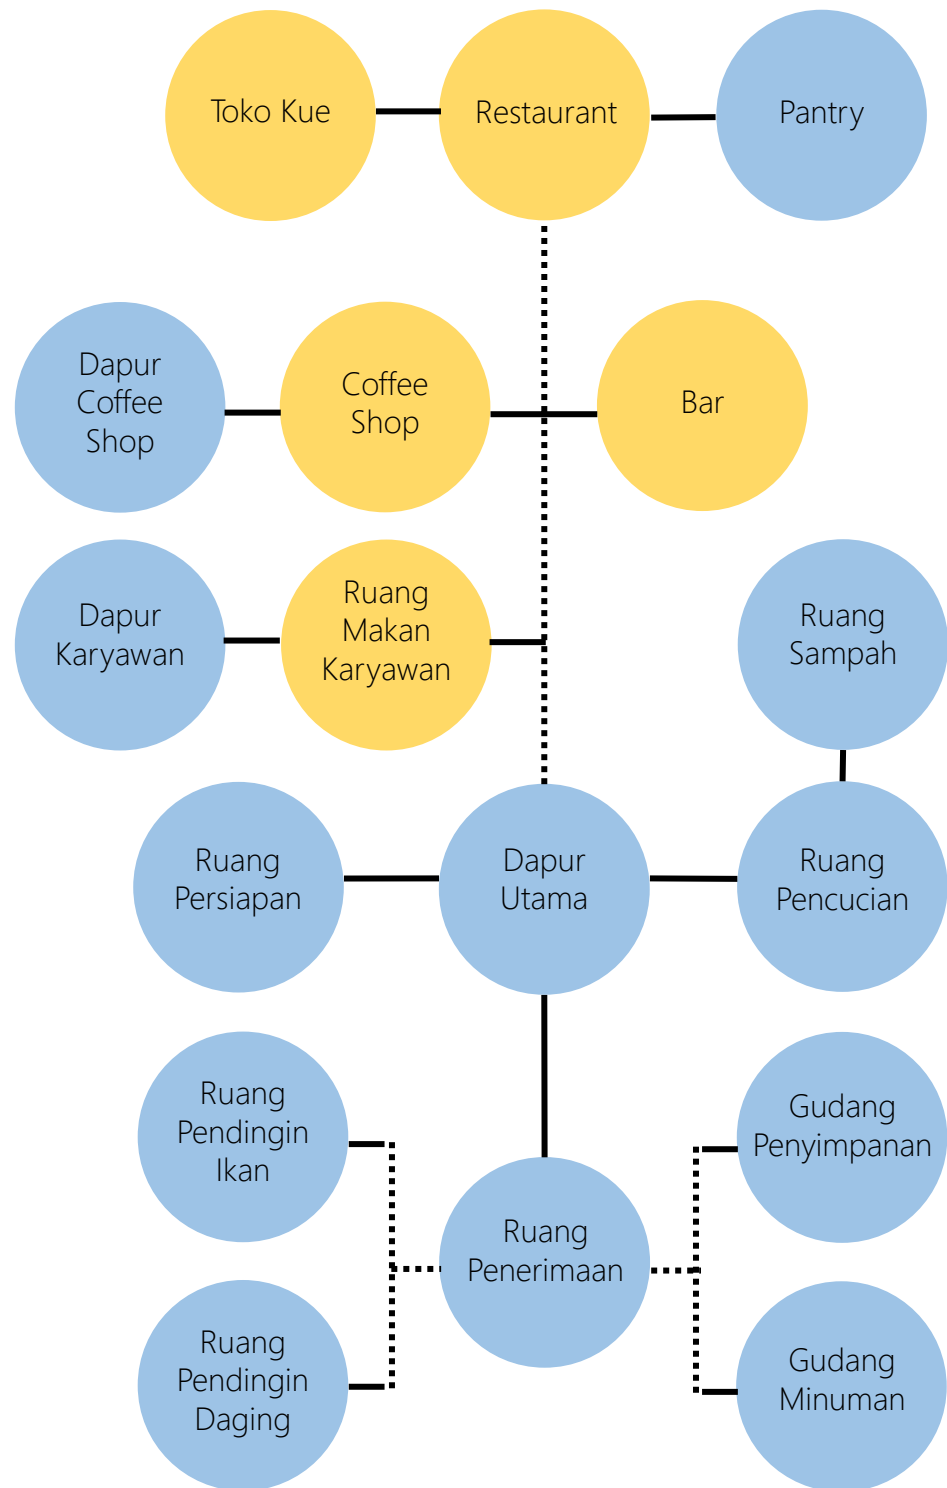 Toko Kue
Restaurant
Pantry
Dapur
Coffee
Shop
Coffee
Shop
Bar
Dapur
Karyawan
Ruang
Makan
Karyawan
Ruang
Sampah
Ruang
Persiapan
Dapur
Utama
Ruang
Pencucian
Ruang
Pendingin
Ikan
Gudang
Penyimpanan
Ruang
Penerimaan
Ruang
Pendingin
Daging
Gudang
Minuman